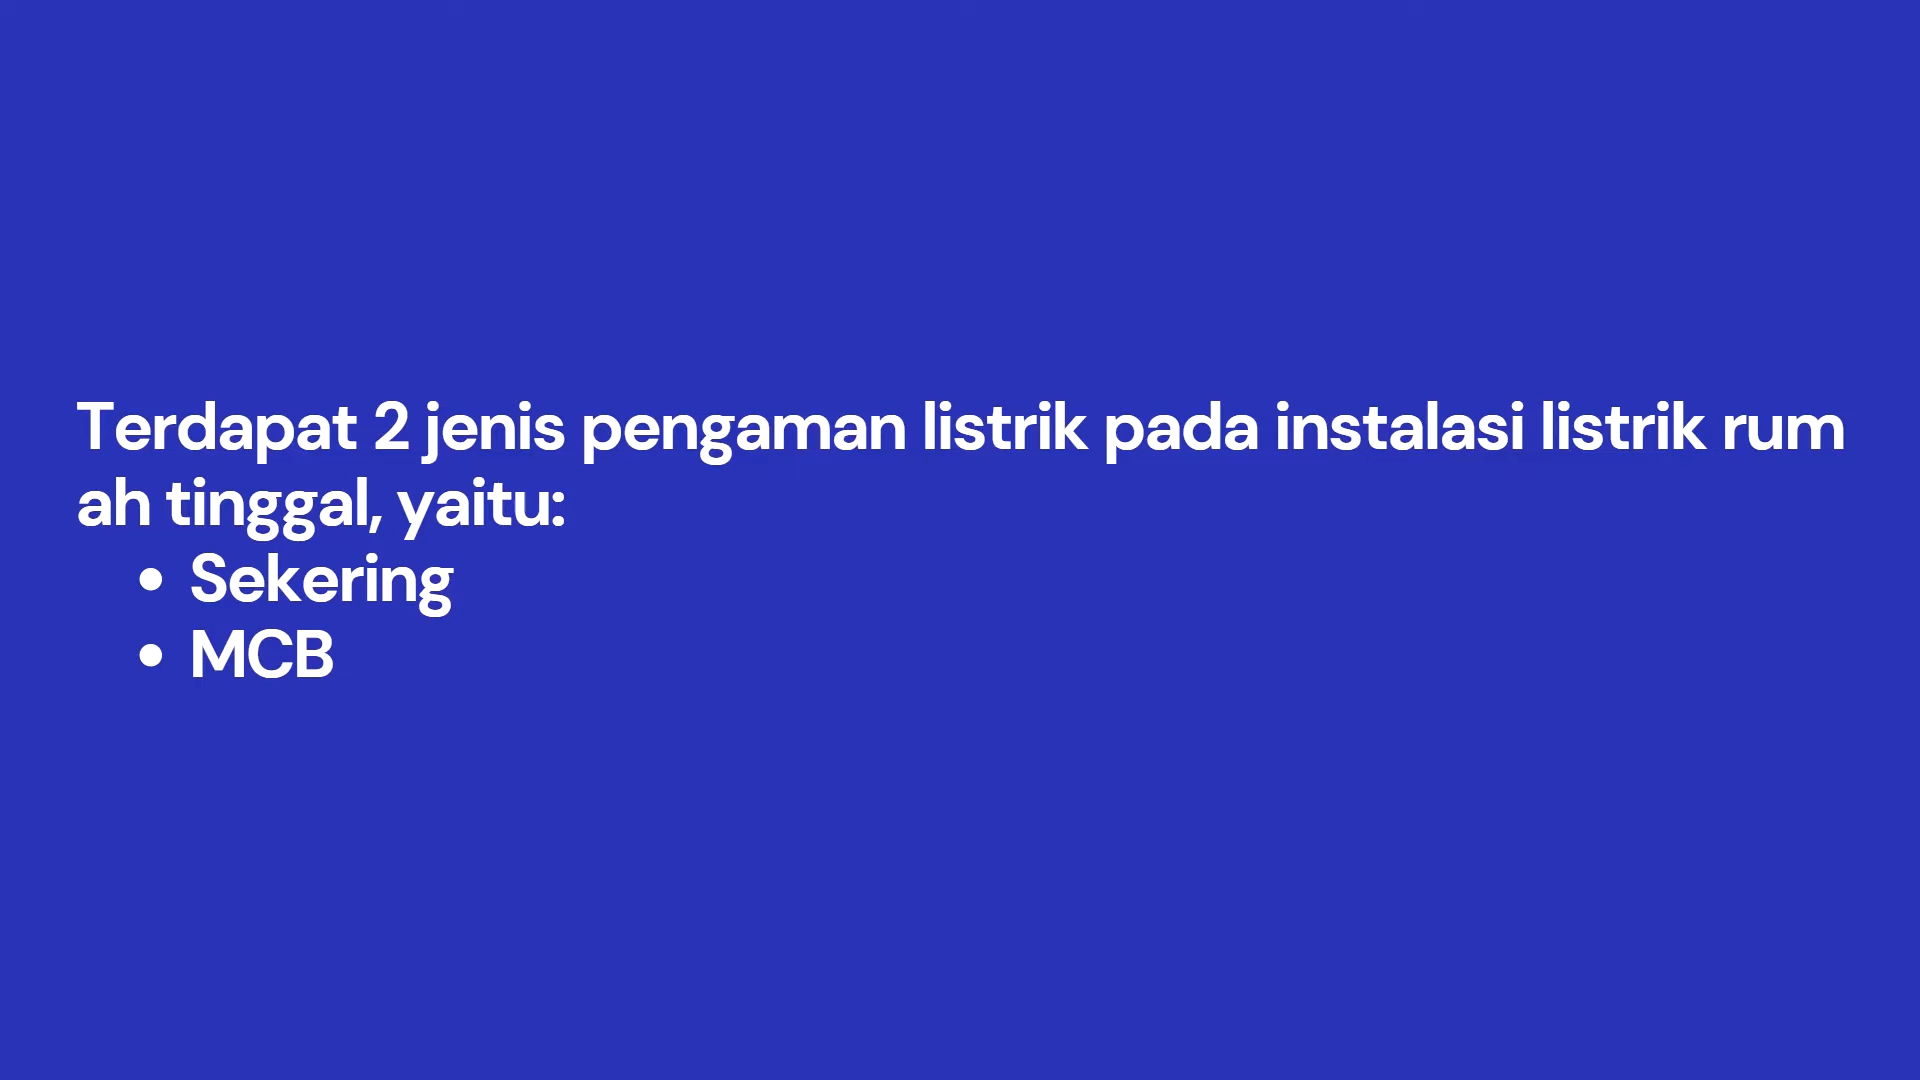 Terdapat 2 jenis pengaman listrik pada instalasi listrik rum
ah tinggal, yaitu:
• Sekering
• MCB